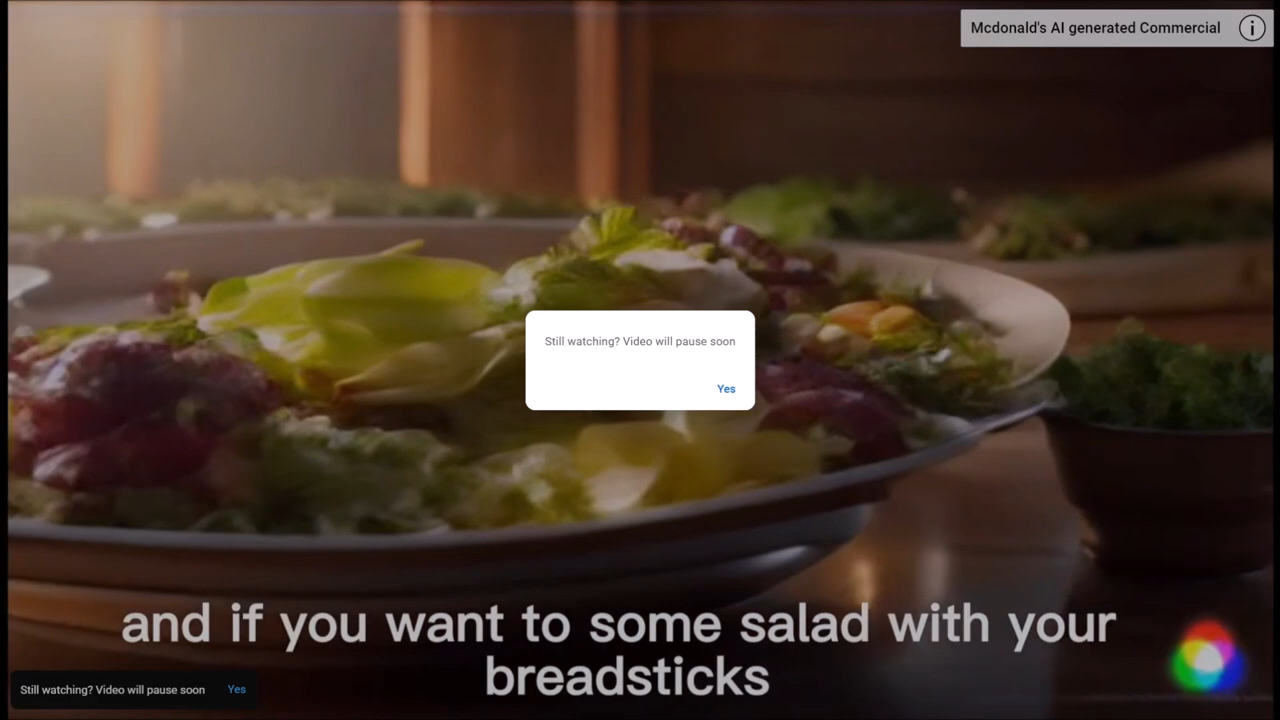 Mcdonald's AI generated Commercial
Still watching? Video will pause soon
Yes
and if you want to some salad with your
breadsticks
Still watching? Video will pause soon Yes